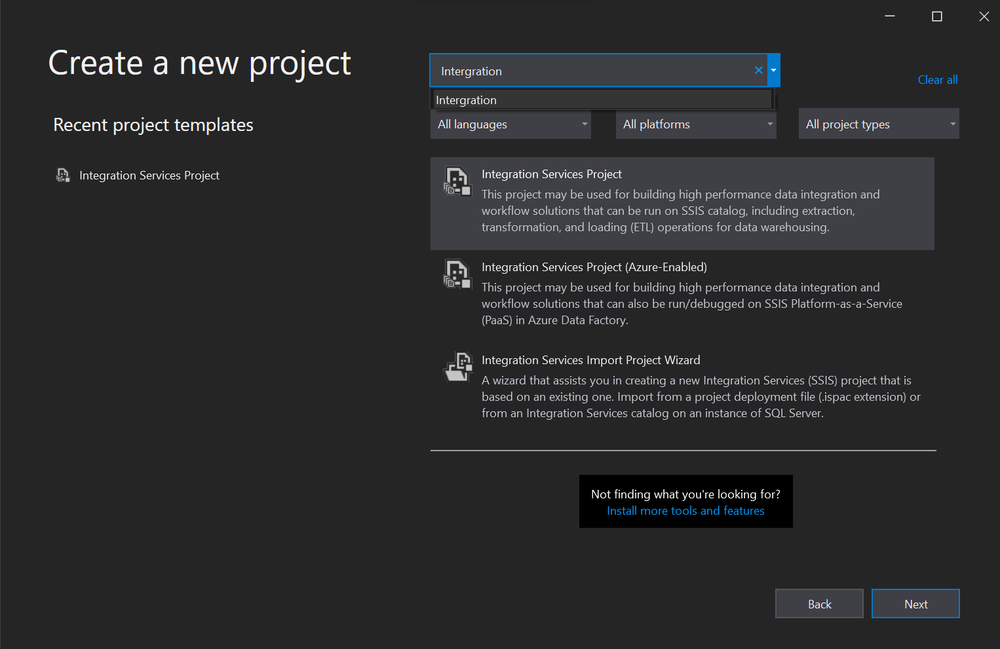 Create a new project
Intergration
Clear all
Intergration
Recent project templates
All languages
All platforms
All project types
Integration Services Project
Integration Services Project
This project may be used for building high performance data integration and
workflow solutions that can be run on SSIS catalog, including extraction,
transformation, and loading (ETL) operations for data warehousing.
Integration Services Project (Azure-Enabled)
This project may be used for building high performance data integration and
workflow solutions that can also be run/debugged on SSIS Platform-as-a-Service
(PaaS) in Azure Data Factory.
Integration Services Import Project Wizard
A wizard that assists you in creating a new Integration Services (SSIS) project that is
based on an existing one. Import from a project deployment file (.ispac extension) or
from an Integration Services catalog on an instance of SQL Server.
Not finding what you're looking for?
Install more tools and features
Back
Next